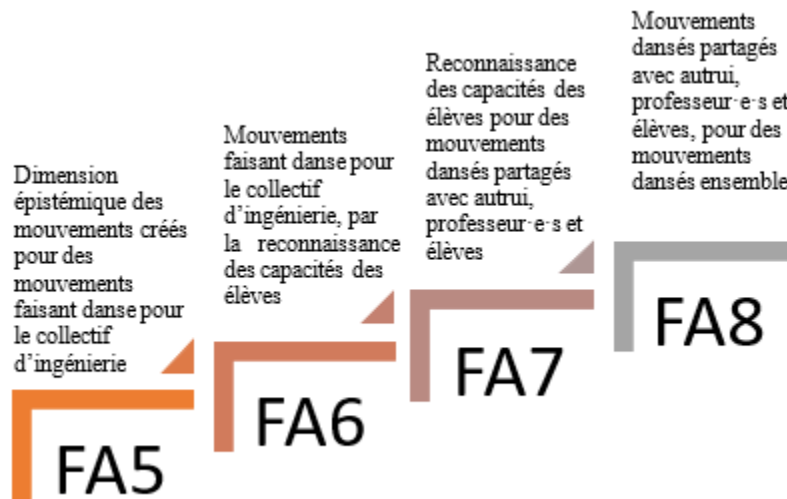 Dimension
épistémique des
mouvements créés
pour des
mouvements
faisant danse pour
le collectif
d’ingénierie
FA5
Mouvements
faisant danse pour
le collectif
d’ingénierie, par
la reconnaissance
des capacités des
élèves
FA6
Reconnaissance
des capacités des
élèves pour des
mouvements
dansés partagés
avec autrui,
professeur·e·s et
élèves
FA7
Mouvements
dansés partagés
avec autrui,
professeur·e·s et
élèves, pour des
mouvements
dansés ensemble
FA8